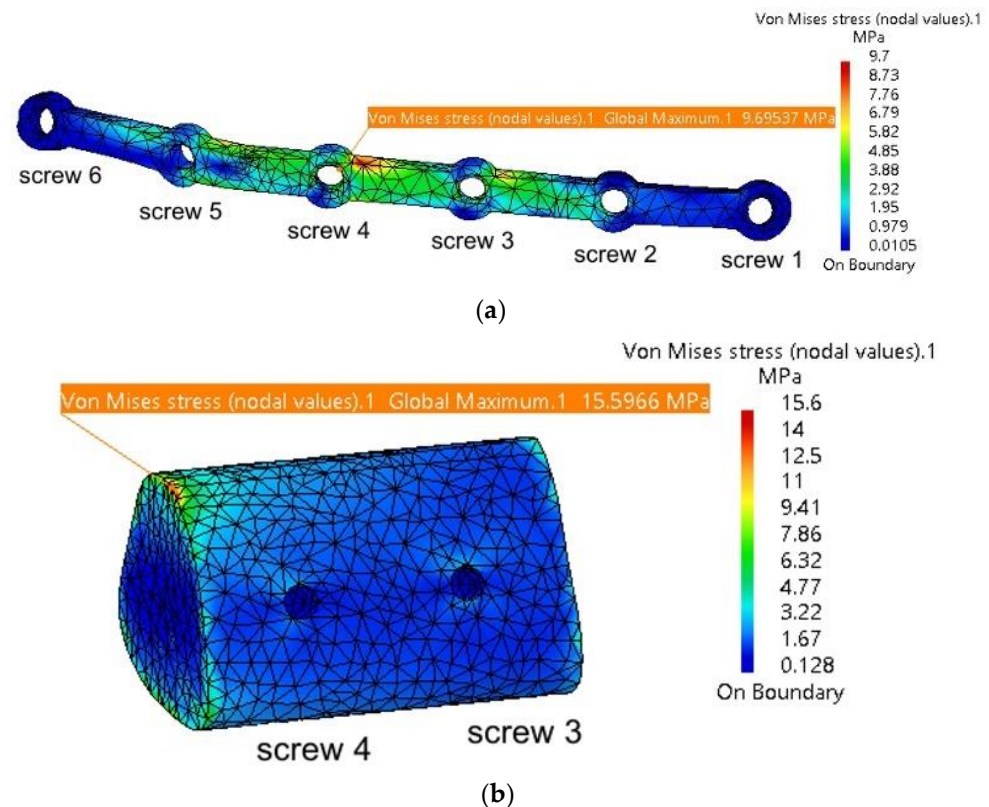 Von Mises stress (nodal values).1
MPa
9.7
8.73
7.76
6.79
5.82
4.85
3.88
2.92
1.95
0.979
0.0105
On Boundary
Von Mises stress (nodal values).1 Global Maximum.1 9.69537 MPa
screw 6
screw 5
screw 4
screw 3
screw 2
screw 1
(a)
Von Mises stress (nodal values).1
MPa
15.6
14
12.5
11
9.41
7.86
6.32
4.77
3.22
1.67
0.128
On Boundary
Von Mises stress (nodal values).1 Global Maximum.1 15.5966 MPa
screw 4
screw 3
(b)